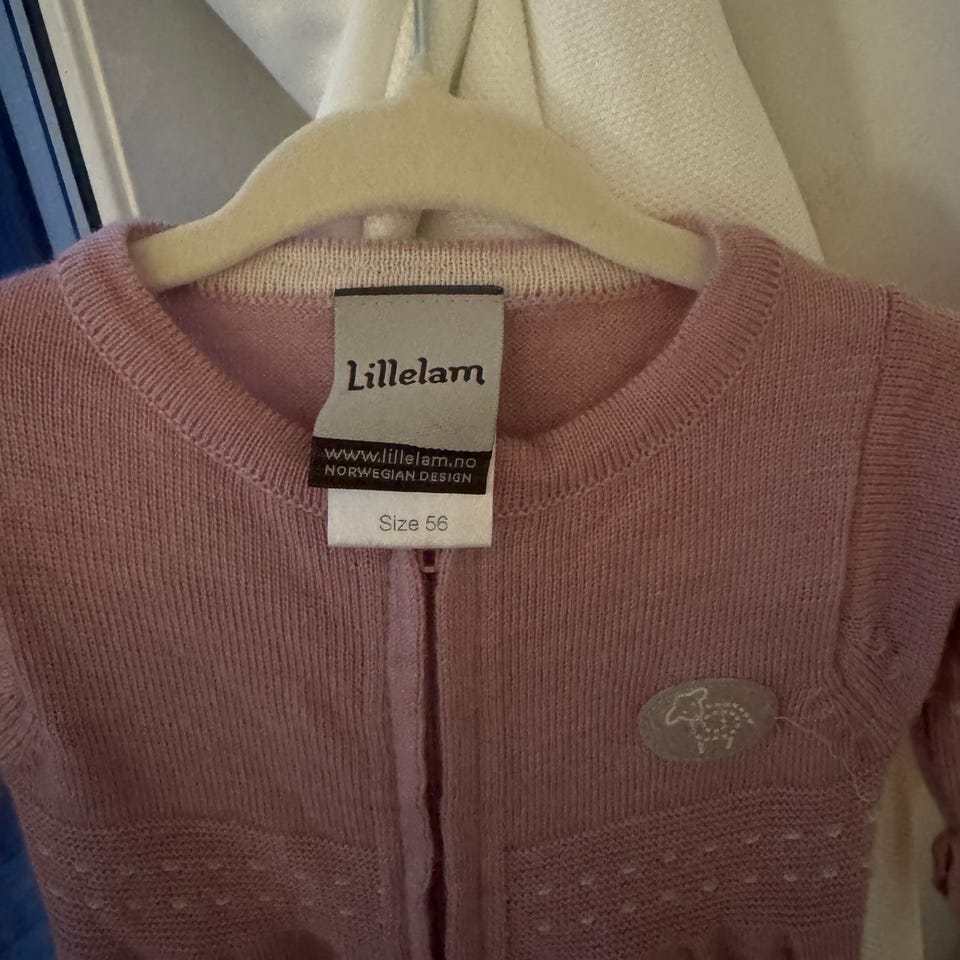 Lillelam
www.lillelam.no
NORWEGIAN DESIGN
Size 56